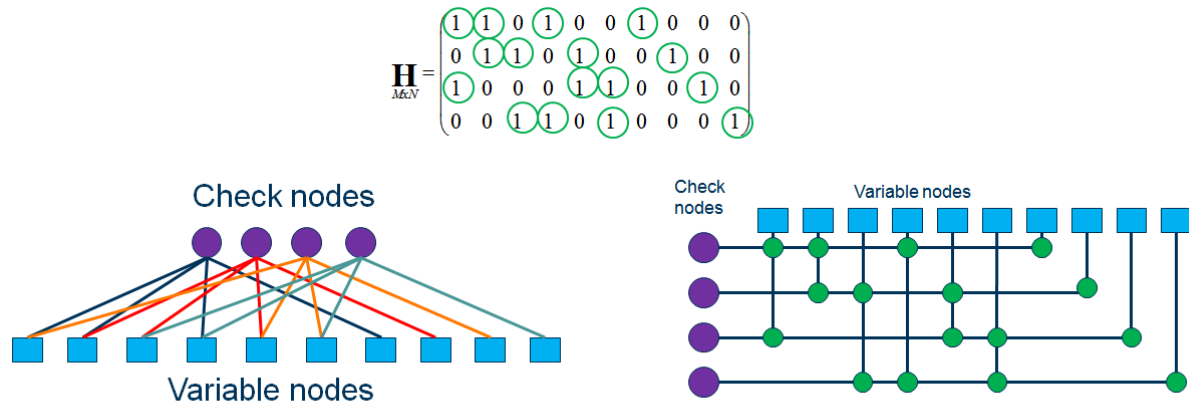 1 1 0 1 0 0 1 0 0 0
0 1 1 0 1 0 0 1 0 0
H = 1 0 0 0 1 1 0 0 1 0
MxN
0 0 1 1 0 1 0 0 0 1
Check nodes
Variable nodes
Check
nodes
Variable nodes